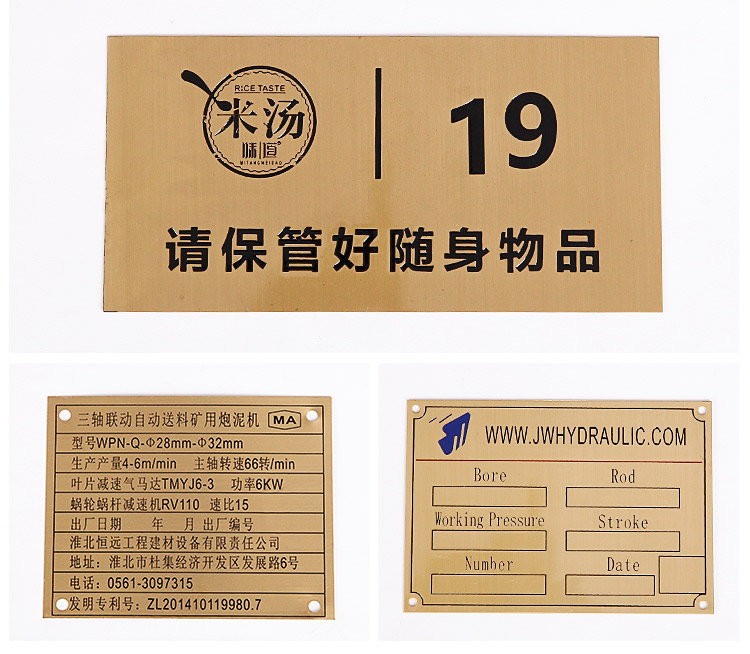 RICE TASTE
米汤
味道
MITANGWEIDAO
19
请保管好随身物品
三轴联动自动送料矿用炮泥机 MA
型号WPN-Q-Φ28mm-Φ32mm
生产产量4-6m/min 主轴转速66转/min
叶片减速气马达TMYJ6-3 功率6KW
蜗轮蜗杆减速机RV110 速比15
出厂日期 年 月 出厂编号
淮北恒远工程建材设备有限责任公司
地址：淮北市杜集经济开发区发展路6号
电话：0561-3097315
发明专利号：ZL201410119980.7
WWW.JWHYDRAULIC.COM
Bore Rod
Working Pressure Stroke
Number Date